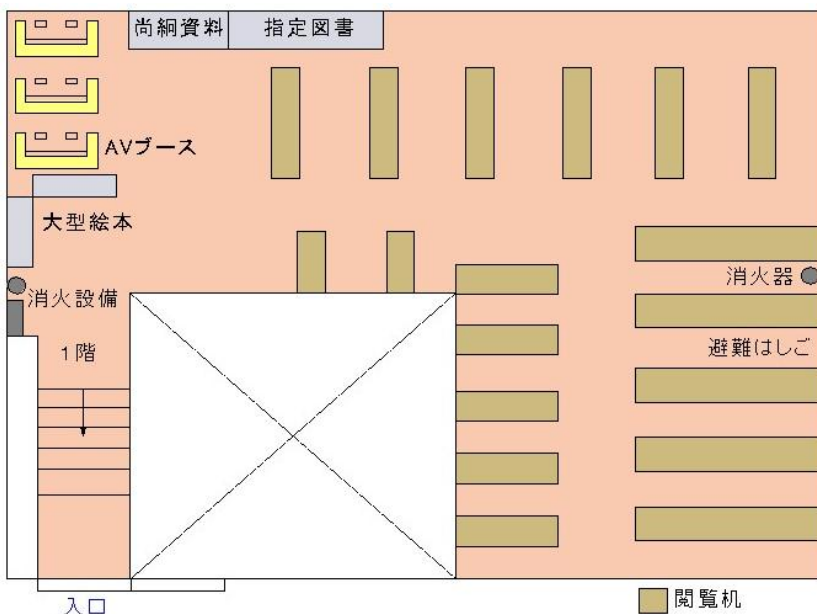 尚絅資料
指定図書
AVブース
大型絵本
消火器
消火設備
避難はしご
1階
閲覧机
入口